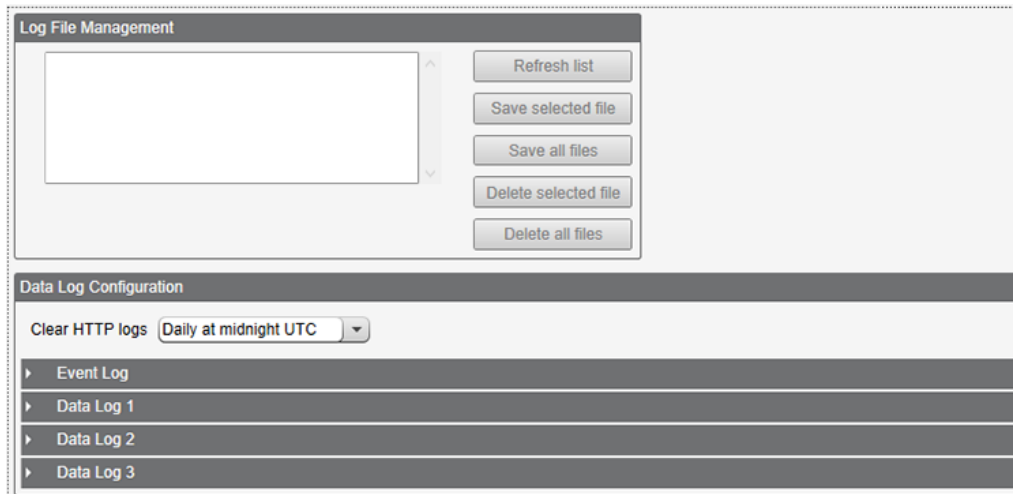 Log File Management
Refresh list
Save selected file
Save all files
Delete selected file
Delete all files
Data Log Configuration
Clear HTTP logs Daily at midnight UTC
Event Log
Data Log 1
Data Log 2
Data Log 3